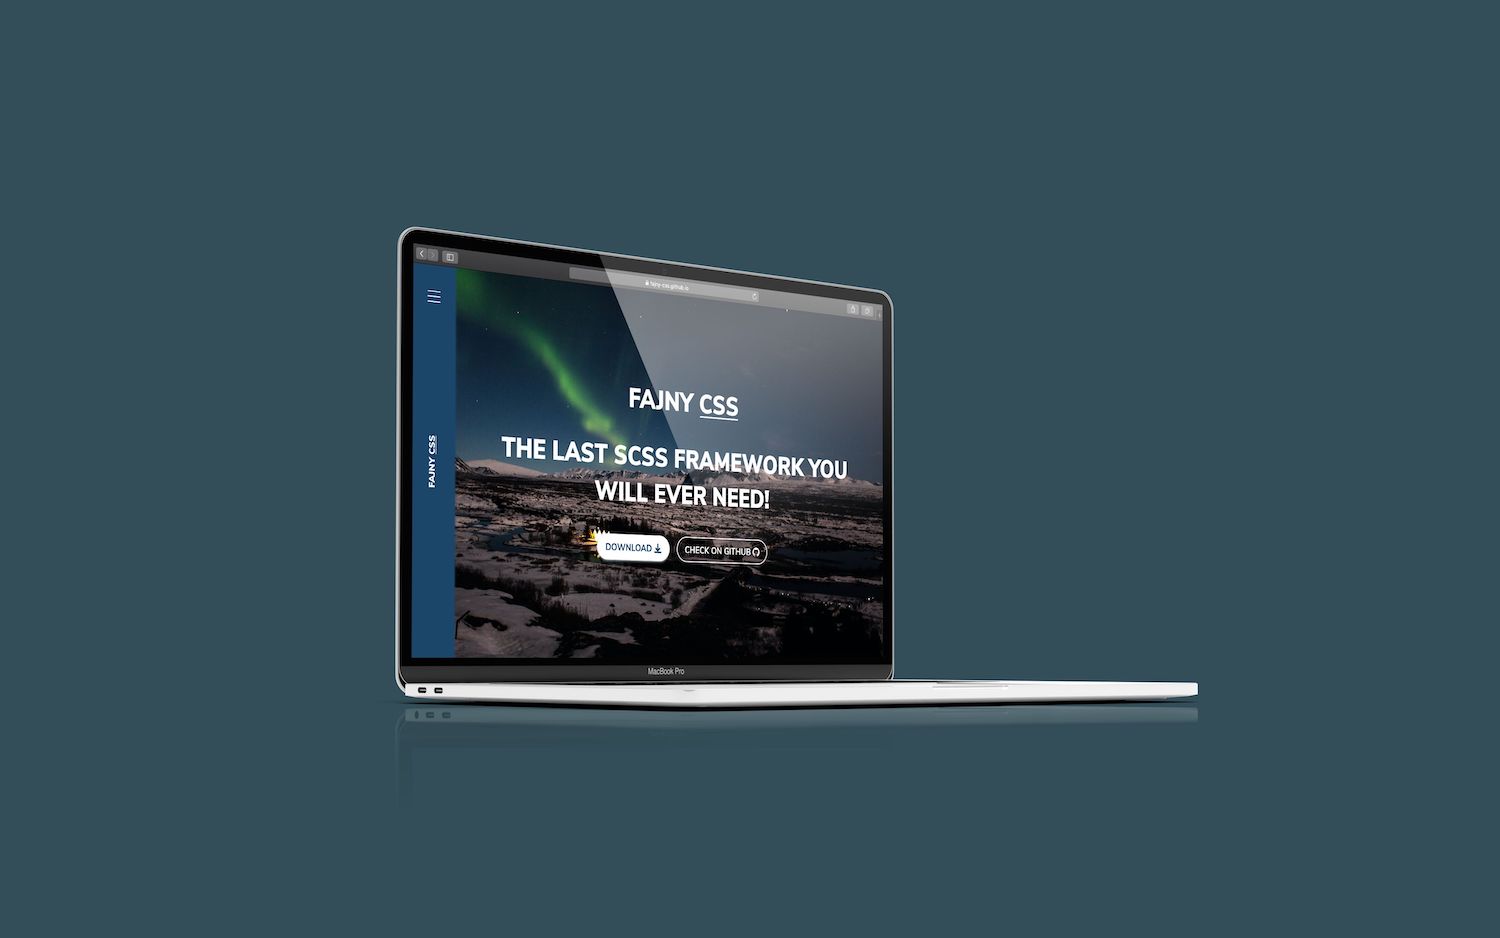 fajny-css.github.io
FAJNY CSS
FAJNY CSS
THE LAST SCSS FRAMEWORK YOU
WILL EVER NEED!
DOWNLOAD
CHECK ON GITHUB
MacBook Pro